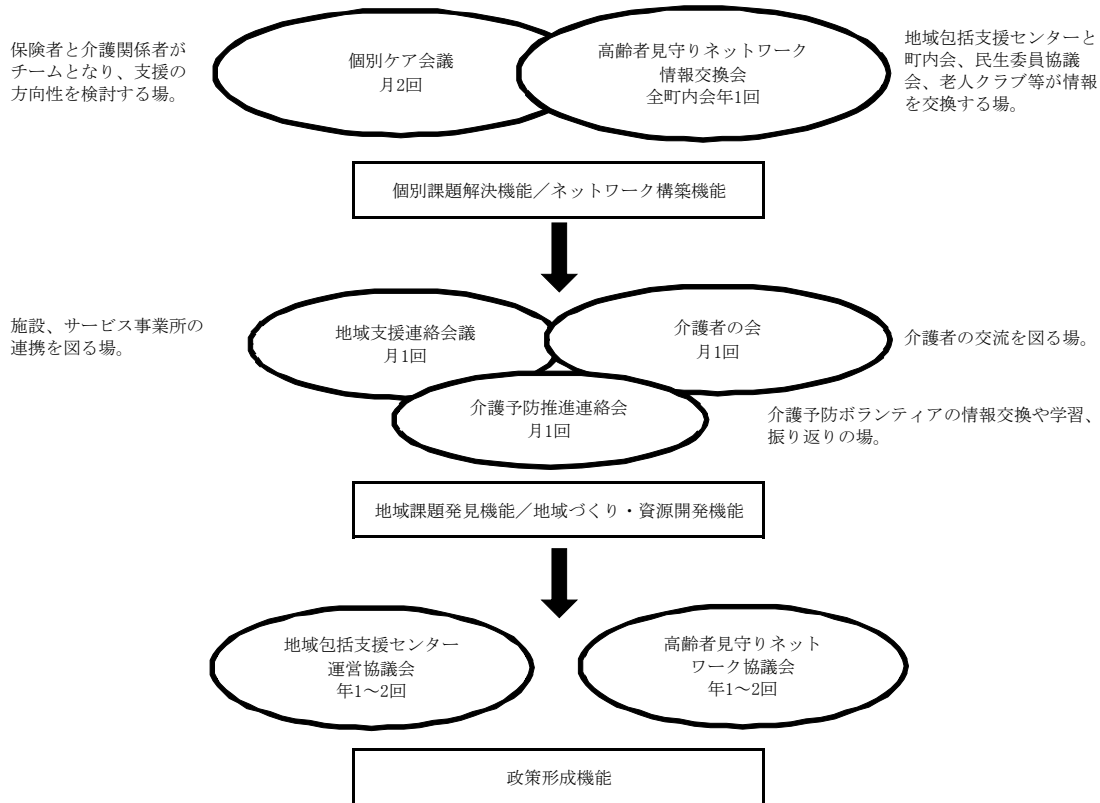 保険者と介護関係者が
チームとなり、支援の
方向性を検討する場。
個別ケア会議
月2回
高齢者見守りネットワーク
情報交換会
全町内会年1回
地域包括支援センターと
町内会、民生委員協議
会、老人クラブ等が情報
を交換する場。
個別課題解決機能／ネットワーク構築機能
施設、サービス事業所の
連携を図る場。
地域支援連絡会議
月1回
介護者の会
月1回
介護者の交流を図る場。
介護予防推進連絡会
月1回
介護予防ボランティアの情報交換や学習、
振り返りの場。
地域課題発見機能／地域づくり・資源開発機能
地域包括支援センター
運営協議会
年1～2回
高齢者見守りネット
ワーク協議会
年1～2回
政策形成機能